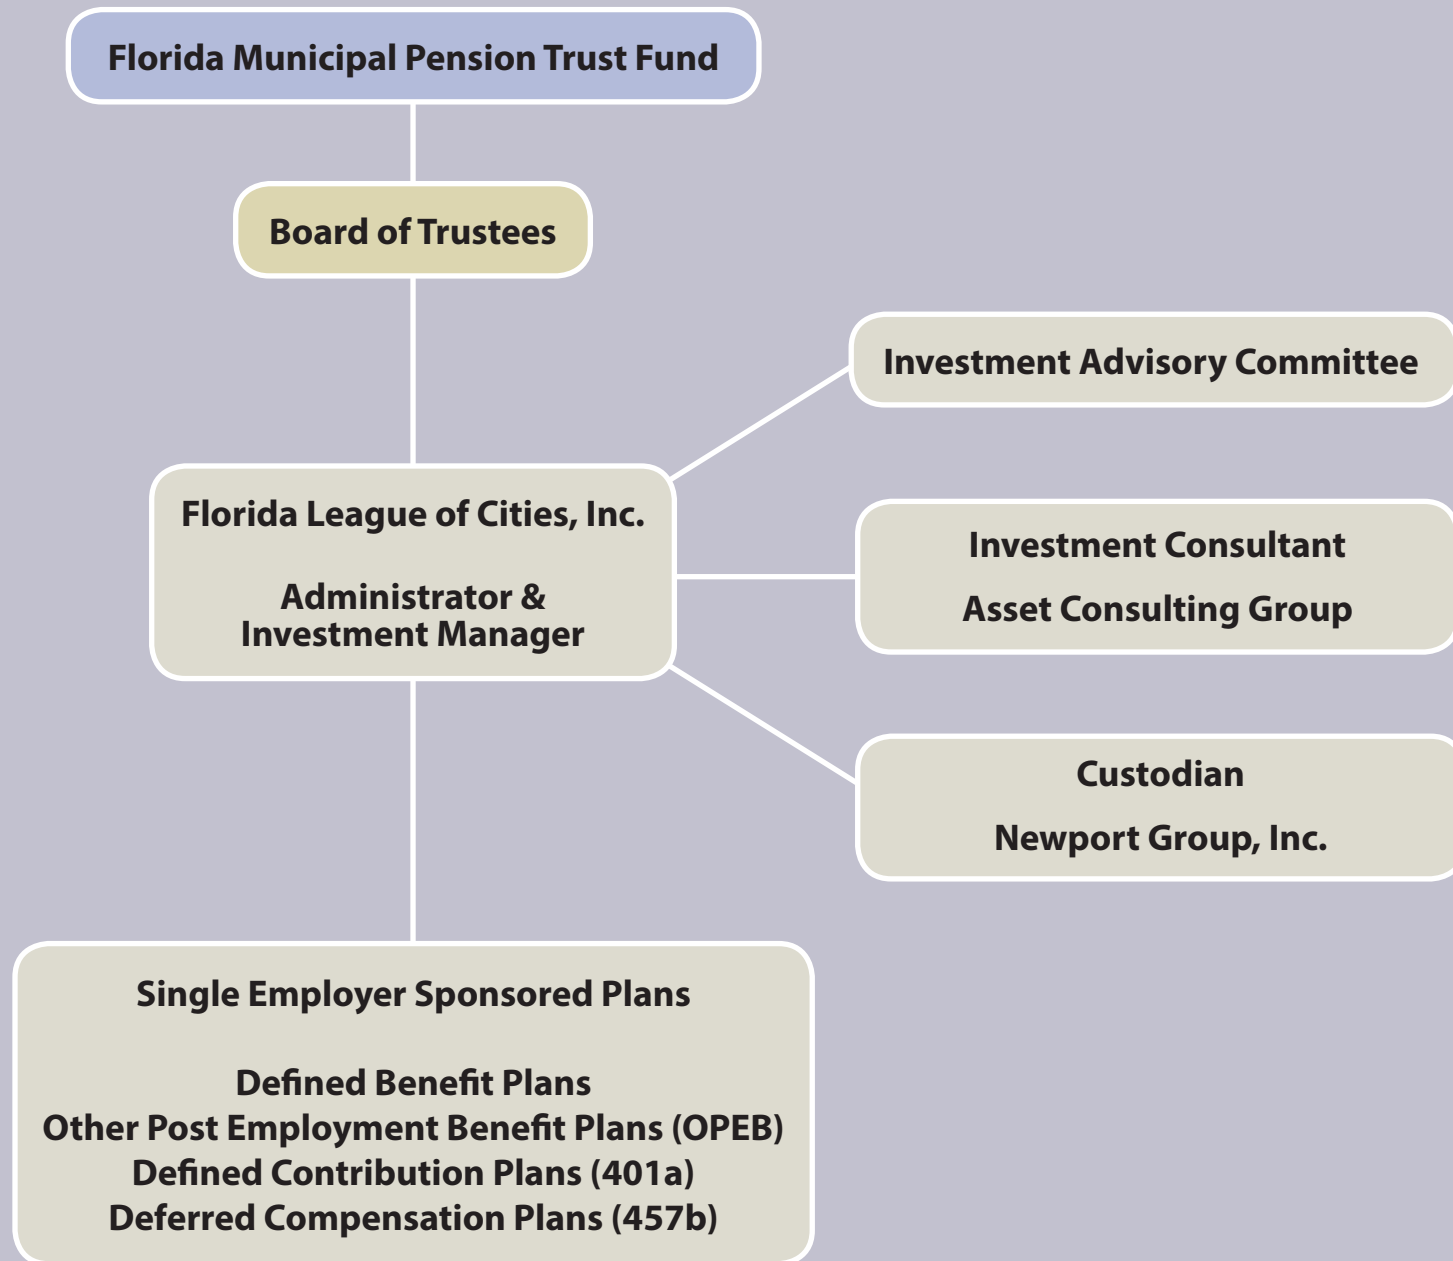 Florida Municipal Pension Trust Fund
Board of Trustees
Investment Advisory Committee
Florida League of Cities, Inc.
Administrator &
Investment Manager
Investment Consultant
Asset Consulting Group
Custodian
Newport Group, Inc.
Single Employer Sponsored Plans
Defined Benefit Plans
Other Post Employment Benefit Plans (OPEB)
Defined Contribution Plans (401a)
Deferred Compensation Plans (457b)